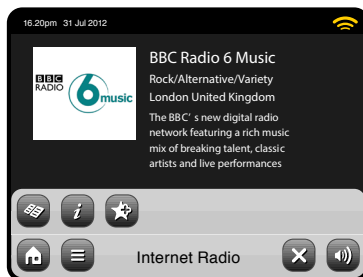 16.20pm 31 Jul 2012
BBC Radio 6 Music
BBC
RADIO 6 music
Rock/Alternative/Variety
London United Kingdom
The BBC’ s new digital radio
network featuring a rich music
mix of breaking talent, classic
artists and live performances
i
Internet Radio